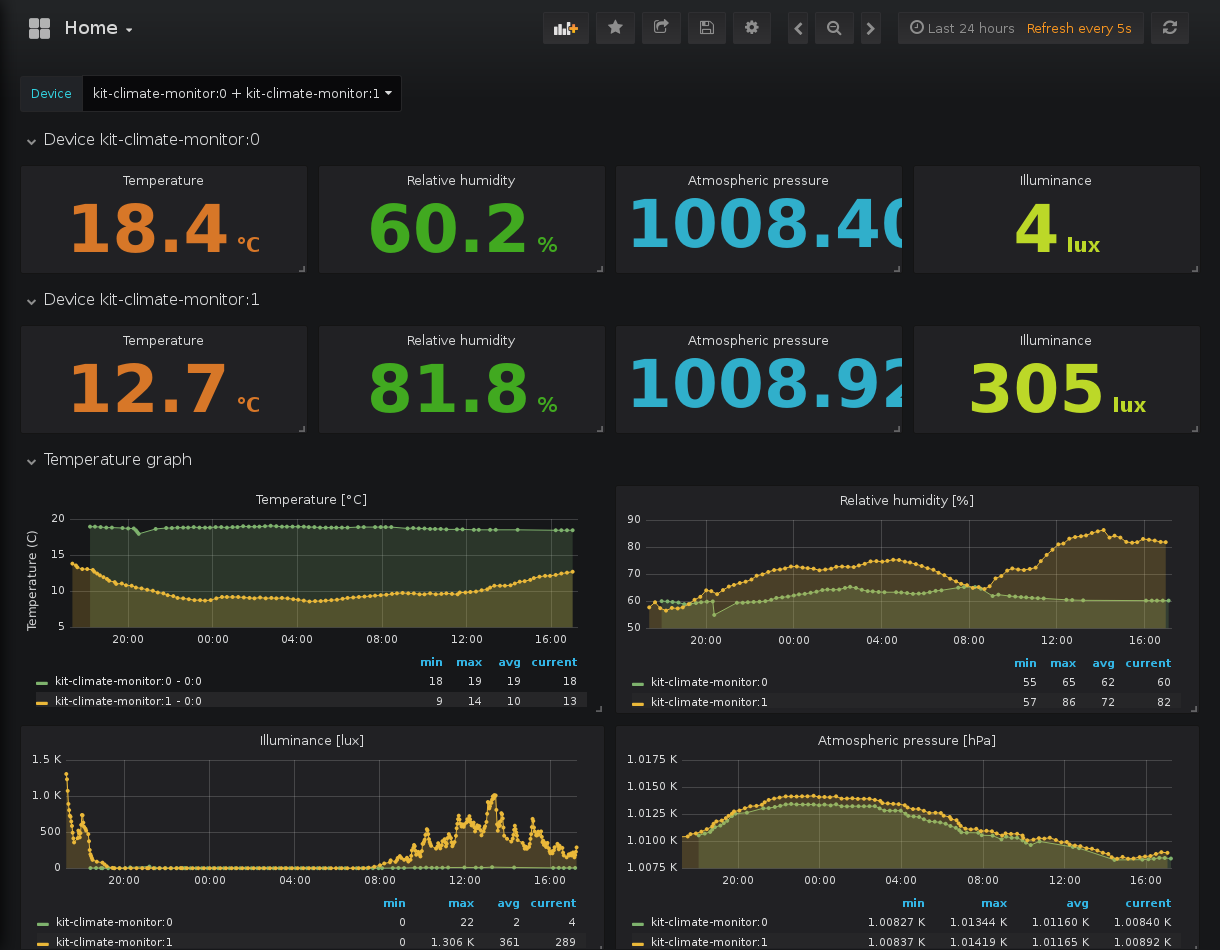 Home
Last 24 hours Refresh every 5s
Device kit-climate-monitor:0 + kit-climate-monitor:1
Device kit-climate-monitor:0
Temperature Relative humidity Atmospheric pressure Illuminance
18.4 °C 60.2 % 1008.40 4 lux
Device kit-climate-monitor:1
Temperature Relative humidity Atmospheric pressure Illuminance
12.7 °C 81.8 % 1008.92 305 lux
Temperature graph
Temperature [°C]
Temperature (C)
20
15
10
5
20:00 00:00 04:00 08:00 12:00 16:00
min max avg current
kit-climate-monitor:0 - 0:0 18 19 19 18
kit-climate-monitor:1 - 0:0 9 14 10 13
Relative humidity [%]
90
80
70
60
50
20:00 00:00 04:00 08:00 12:00 16:00
min max avg current
kit-climate-monitor:0 55 65 62 60
kit-climate-monitor:1 57 86 72 82
Illuminance [lux]
1.5 K
1.0 K
500
0
20:00 00:00 04:00 08:00 12:00 16:00
min max avg current
kit-climate-monitor:0 0 22 2 4
kit-climate-monitor:1 0 1.306 K 361 289
Atmospheric pressure [hPa]
1.0175 K
1.0150 K
1.0125 K
1.0100 K
1.0075 K
20:00 00:00 04:00 08:00 12:00 16:00
min max avg current
kit-climate-monitor:0 1.00827 K 1.01344 K 1.01160 K 1.00840 K
kit-climate-monitor:1 1.00837 K 1.01419 K 1.01165 K 1.00892 K